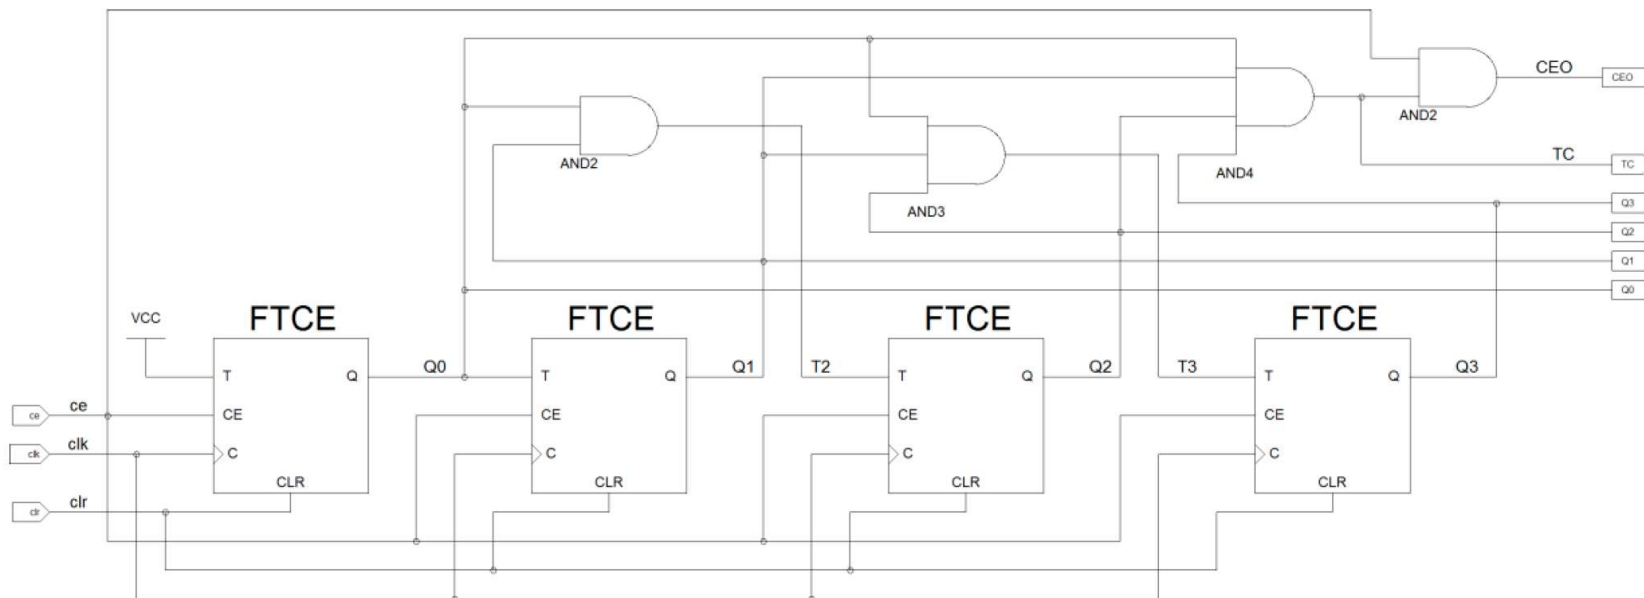 CEO
CEO
AND2
AND2
TC
TC
AND4
AND3
Q3
Q2
Q1
Q0
VCC
FTCE
FTCE
FTCE
FTCE
T
Q
Q0
T
Q
Q1
T2
T
Q
Q2
T3
T
Q
Q3
ce
ce
CE
CE
CE
CE
clk
clk
C
C
C
C
clr
clr
CLR
CLR
CLR
CLR